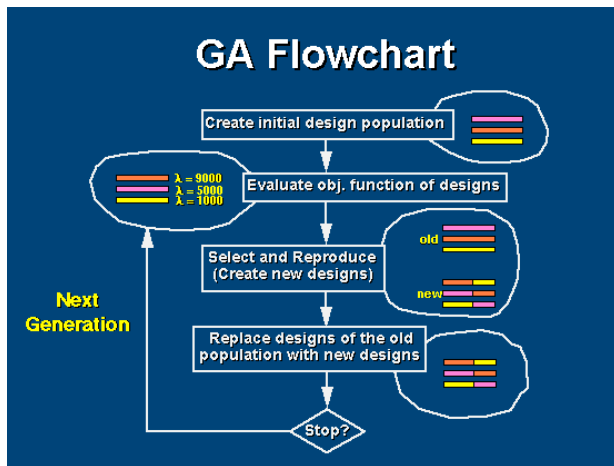 GA Flowchart
Create initial design population
λ = 9000
λ = 5000
λ = 1000
Evaluate obj. function of designs
Select and Reproduce
(Create new designs)
old
new
Next
Generation
Replace designs of the old
population with new designs
Stop?